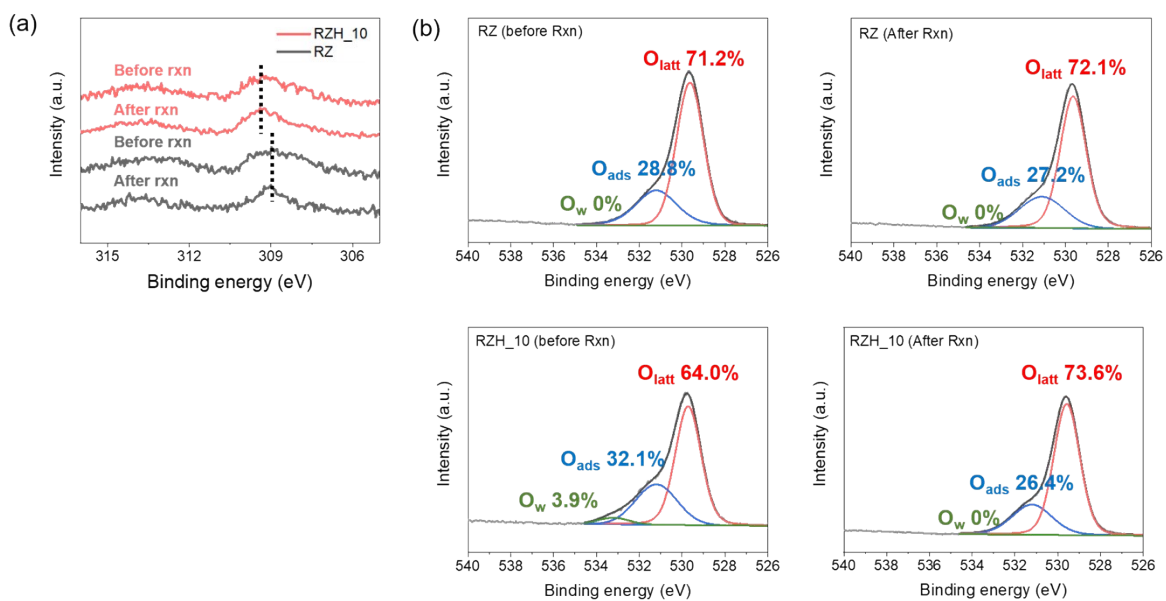 (a)
RZH_10
RZ
Before rxn
After rxn
Before rxn
After rxn
Intensity (a.u.)
315 312 309 306
Binding energy (eV)
(b)
RZ (before Rxn)
Olatt 71.2%
Oads 28.8%
Ow 0%
Intensity (a.u.)
540 538 536 534 532 530 528 526
Binding energy (eV)
RZ (After Rxn)
Olatt 72.1%
Oads 27.2%
Ow 0%
Intensity (a.u.)
540 538 536 534 532 530 528 526
Binding energy (eV)
RZH_10 (before Rxn)
Olatt 64.0%
Oads 32.1%
Ow 3.9%
Intensity (a.u.)
540 538 536 534 532 530 528 526
Binding energy (eV)
RZH_10 (After Rxn)
Olatt 73.6%
Oads 26.4%
Ow 0%
Intensity (a.u.)
540 538 536 534 532 530 528 526
Binding energy (eV)